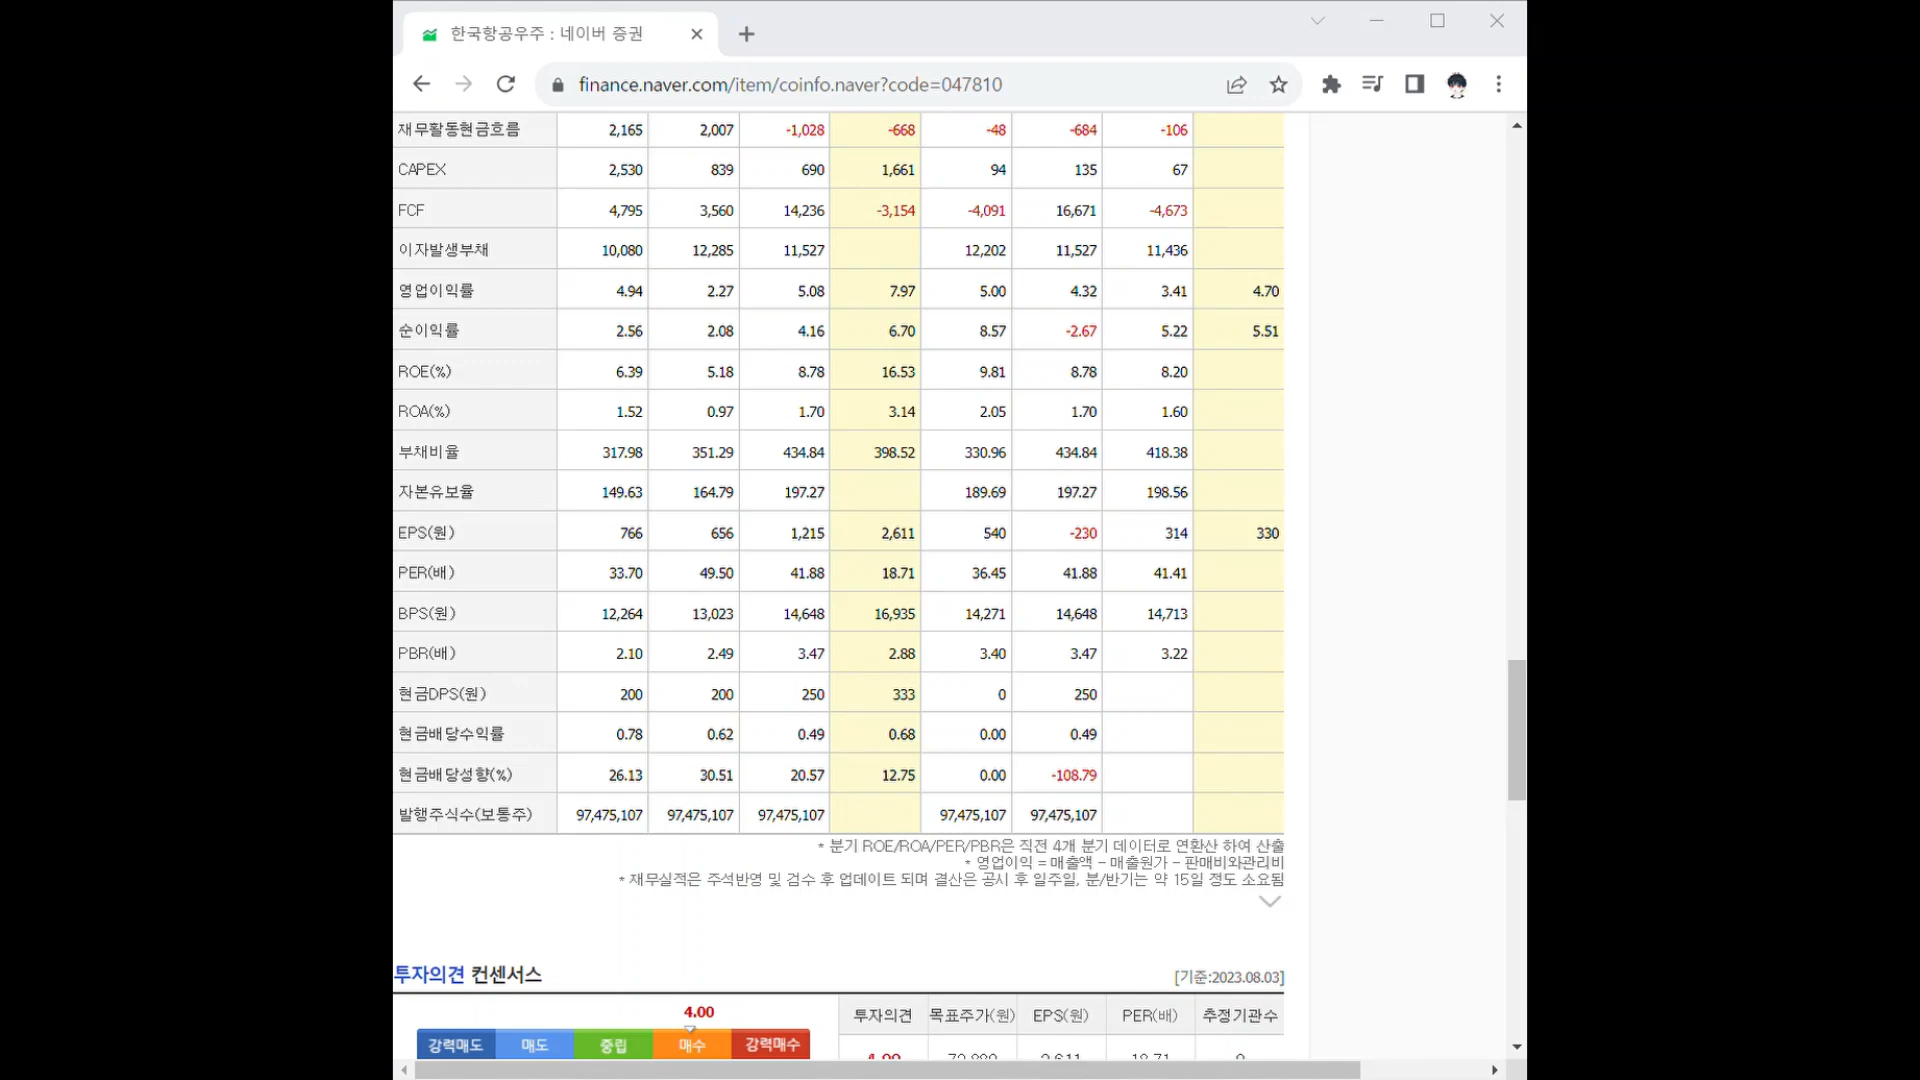 한국항공우주 : 네이버 증권
finance.naver.com/item/coinfo.naver?code=047810
재무활동현금흐름 2,165 2,007 -1,028 -668 -48 -684 -106
CAPEX 2,530 839 690 1,661 94 135 67
FCF 4,795 3,560 14,236 -3,154 -4,091 16,671 -4,673
이자발생부채 10,080 12,285 11,527 12,202 11,527 11,436
영업이익률 4.94 2.27 5.08 7.97 5.00 4.32 3.41 4.70
순이익률 2.56 2.08 4.16 6.70 8.57 -2.67 5.22 5.51
ROE(%) 6.39 5.18 8.78 16.53 9.81 8.78 8.20
ROA(%) 1.52 0.97 1.70 3.14 2.05 1.70 1.60
부채비율 317.98 351.29 434.84 398.52 330.96 434.84 418.38
자본유보율 149.63 164.79 197.27 189.69 197.27 198.56
EPS(원) 766 656 1,215 2,611 540 -230 314 330
PER(배) 33.70 49.50 41.88 18.71 36.45 41.88 41.41
BPS(원) 12,264 13,023 14,648 16,935 14,271 14,648 14,713
PBR(배) 2.10 2.49 3.47 2.88 3.40 3.47 3.22
현금DPS(원) 200 200 250 333 0 250
현금배당수익률 0.78 0.62 0.49 0.68 0.00 0.49
현금배당성향(%) 26.13 30.51 20.57 12.75 0.00 -108.79
발행주식수(보통주) 97,475,107 97,475,107 97,475,107 97,475,107 97,475,107
* 분기 ROE/ROA/PER/PBR은 직전 4개 분기 데이터로 연환산 하여 산출
* 영업이익 = 매출액 - 매출원가 - 판매비와관리비
* 재무실적은 주석반영 및 검수 후 업데이트 되며 결산은 공시 후 일주일, 분/반기는 약 15일 정도 소요됨
투자의견 컨센서스 [기준:2023.08.03]
4.00
강력매도 매도 중립 매수 강력매수
투자의견 목표주가(원) EPS(원) PER(배) 추정기관수
4.00 2,611 18.71